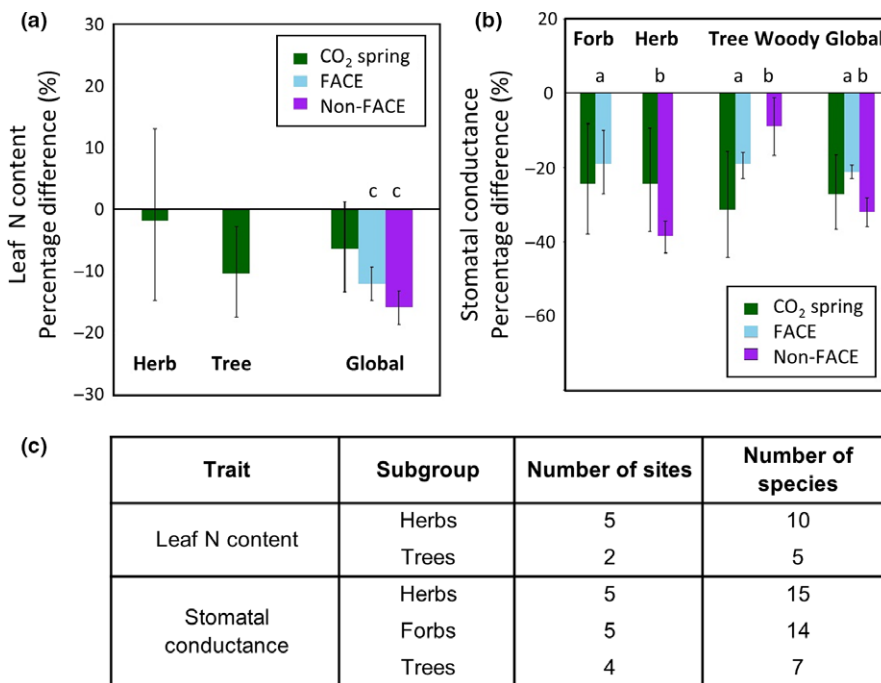 (a)
30
20
10
0
–10
–20
–30
Leaf N content
Percentage difference (%)
CO2 spring
FACE
Non-FACE
c c
Herb Tree Global
(b)
20
0
–20
–40
–60
Stomatal conductance
Percentage difference (%)
Forb Herb Tree Woody Global
a b a b a b
CO2 spring
FACE
Non-FACE
(c)
Trait Subgroup Number of sites Number of
species
Leaf N content Herbs 5 10
Trees 2 5
Stomatal
conductance Herbs 5 15
Forbs 5 14
Trees 4 7